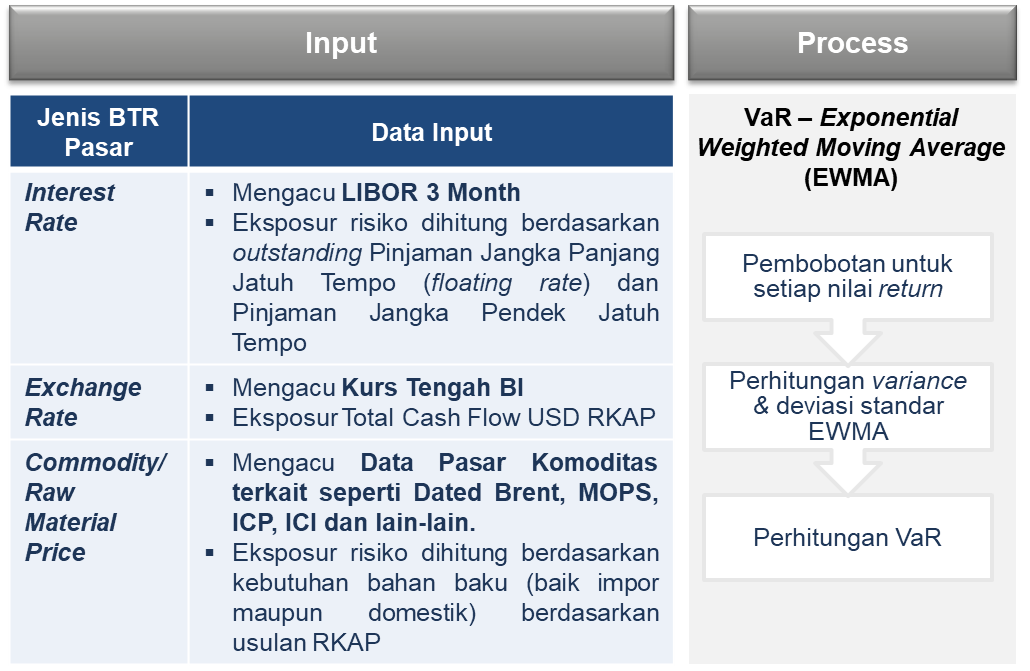 Input
Process
Jenis BTR
Pasar
Data Input
Interest
Rate
▪ Mengacu LIBOR 3 Month
▪ Eksposur risiko dihitung berdasarkan
outstanding Pinjaman Jangka Panjang
Jatuh Tempo (floating rate) dan
Pinjaman Jangka Pendek Jatuh
Tempo
Exchange
Rate
▪ Mengacu Kurs Tengah BI
▪ Eksposur Total Cash Flow USD RKAP
Commodity/
Raw
Material
Price
▪ Mengacu Data Pasar Komoditas
terkait seperti Dated Brent, MOPS,
ICP, ICI dan lain-lain.
▪ Eksposur risiko dihitung berdasarkan
kebutuhan bahan baku (baik impor
maupun domestik) berdasarkan
usulan RKAP
VaR – Exponential
Weighted Moving Average
(EWMA)
Pembobotan untuk
setiap nilai return
Perhitungan variance
& deviasi standar
EWMA
Perhitungan VaR